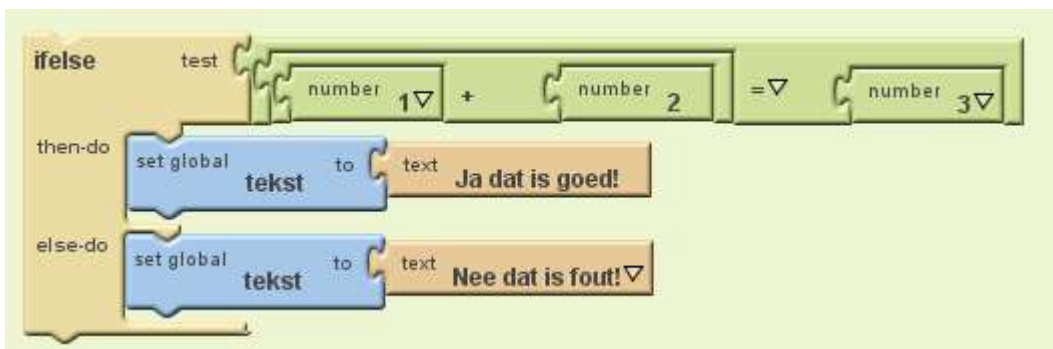 ifelse test number 1 + number 2 = number 3
then-do set global tekst to text Ja dat is goed!
else-do set global tekst to text Nee dat is fout!